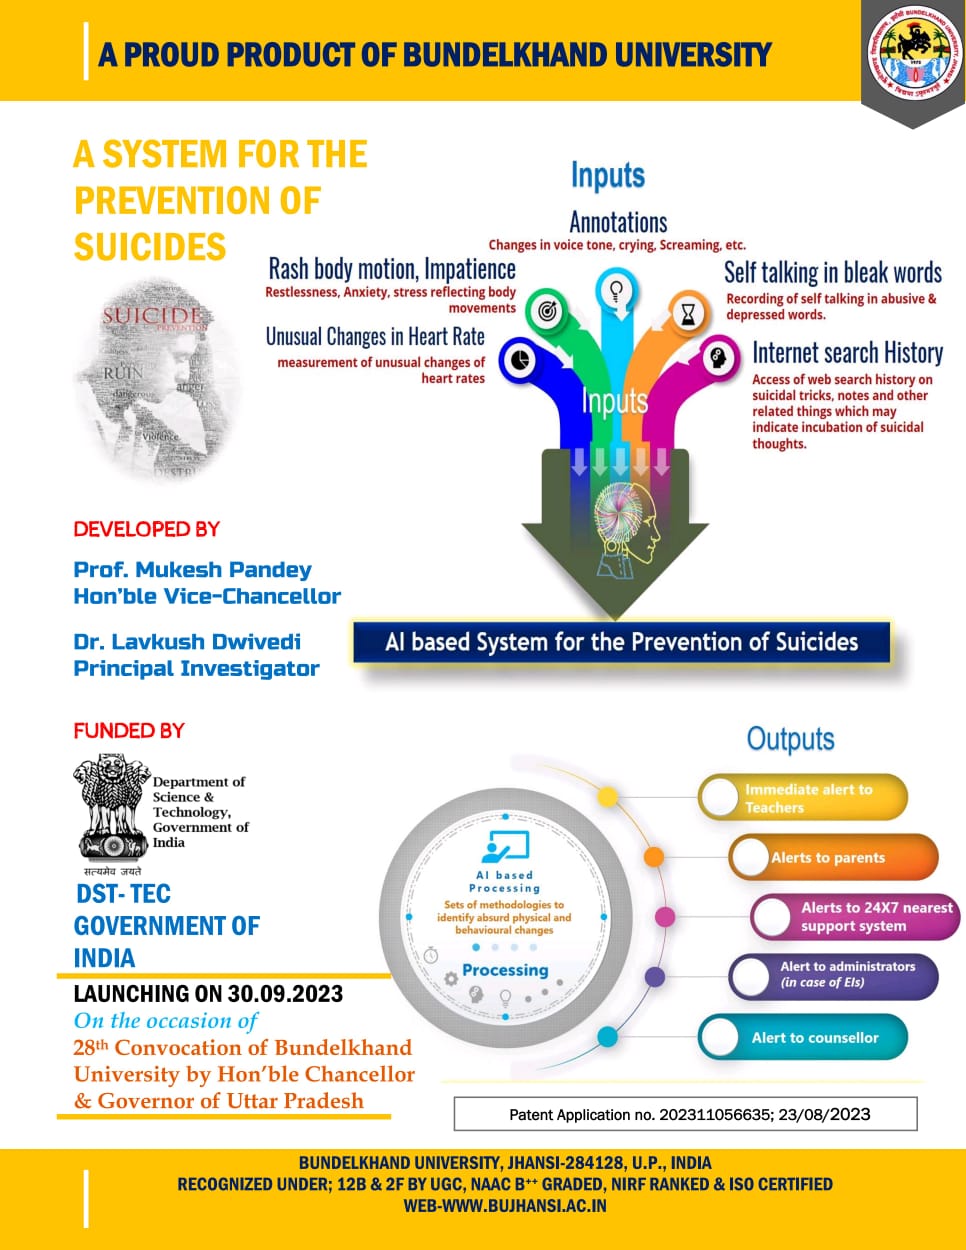 A PROUD PRODUCT OF BUNDELKHAND UNIVERSITY
A SYSTEM FOR THE
PREVENTION OF
SUICIDES
SUICIDE
PREVENTION
RUIN
anger
dangerous
Violence
Inputs
Annotations
Changes in voice tone, crying, Screaming, etc.
Rash body motion, Impatience
Restlessness, Anxiety, stress reflecting body
movements
Unusual Changes in Heart Rate
measurement of unusual changes of
heart rates
Self talking in bleak words
Recording of self talking in abusive &
depressed words.
Internet search History
Access of web search history on
suicidal tricks, notes and other
related things which may
indicate incubation of suicidal
thoughts.
Inputs
AI based System for the Prevention of Suicides
DEVELOPED BY
Prof. Mukesh Pandey
Hon'ble Vice-Chancellor
Dr. Lavkush Dwivedi
Principal Investigator
FUNDED BY
Department of
Science &
Technology,
Government of
India
सत्यमेव जयते
DST- TEC
GOVERNMENT OF
INDIA
LAUNCHING ON 30.09.2023
On the occasion of
28th Convocation of Bundelkhand
University by Hon'ble Chancellor
& Governor of Uttar Pradesh
Outputs
AI based
Processing
Sets of methodologies to
identify absurd physical and
behavioural changes
Processing
Immediate alert to
Teachers
Alerts to parents
Alerts to 24X7 nearest
support system
Alert to administrators
(in case of EIs)
Alert to counsellor
Patent Application no. 202311056635; 23/08/2023
BUNDELKHAND UNIVERSITY, JHANSI-284128, U.P., INDIA
RECOGNIZED UNDER; 12B & 2F BY UGC, NAAC B++ GRADED, NIRF RANKED & ISO CERTIFIED
WEB-WWW.BUJHANSI.AC.IN